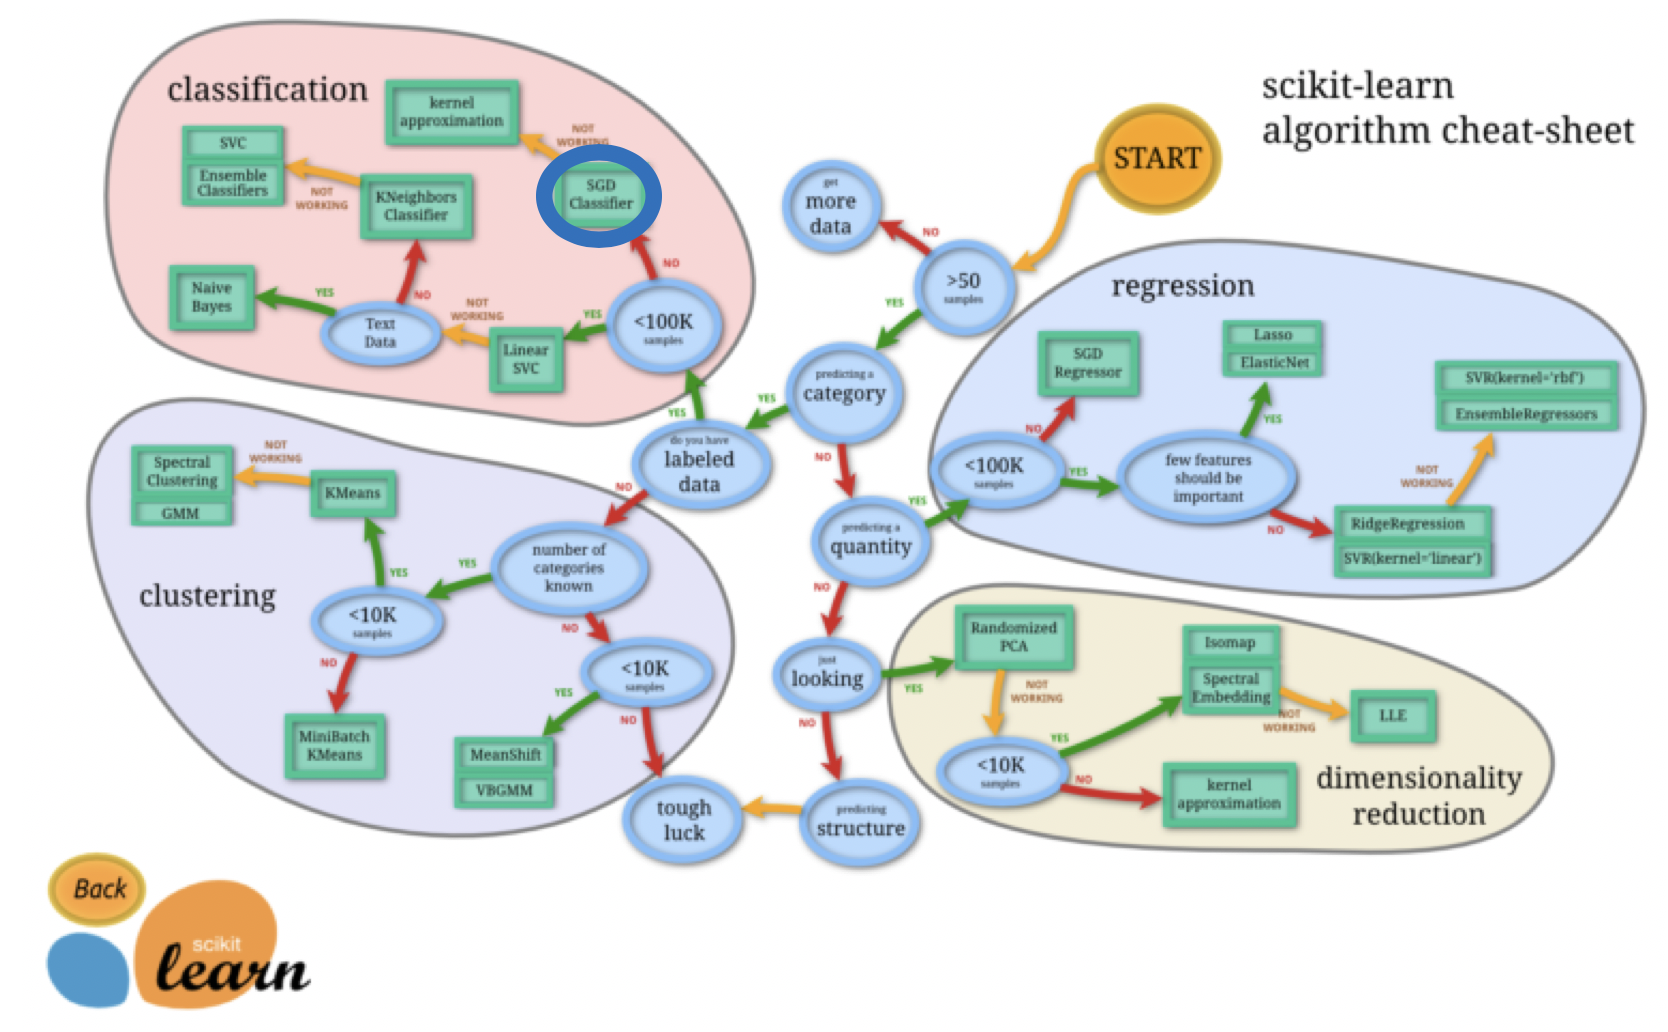 scikit-learn
algorithm cheat-sheet
START
classification
kernel
approximation
NOT
WORKING
SVC
Ensemble
Classifiers
NOT
WORKING
KNeighbors
Classifier
SGD
Classifier
NO
Naive
Bayes
YES
Text
Data
NO
NOT
WORKING
Linear
SVC
YES
<100K
samples
YES
get
more
data
NO
>50
samples
YES
predicting a
category
YES
do you have
labeled
data
NO
NO
predicting a
quantity
YES
NO
just
looking
YES
NO
predicting
structure
tough
luck
regression
SGD
Regressor
NO
<100K
samples
YES
Lasso
ElasticNet
YES
few features
should be
important
NO
SVR(kernel='rbf')
EnsembleRegressors
NOT
WORKING
RidgeRegression
SVR(kernel='linear')
clustering
Spectral
Clustering
GMM
NOT
WORKING
KMeans
YES
<10K
samples
NO
MiniBatch
KMeans
YES
number of
categories
known
NO
<10K
samples
YES
NO
MeanShift
VBGMM
Randomized
PCA
NOT
WORKING
<10K
samples
YES
NO
Isomap
Spectral
Embedding
NOT
WORKING
LLE
kernel
approximation
dimensionality
reduction
Back
scikit
learn